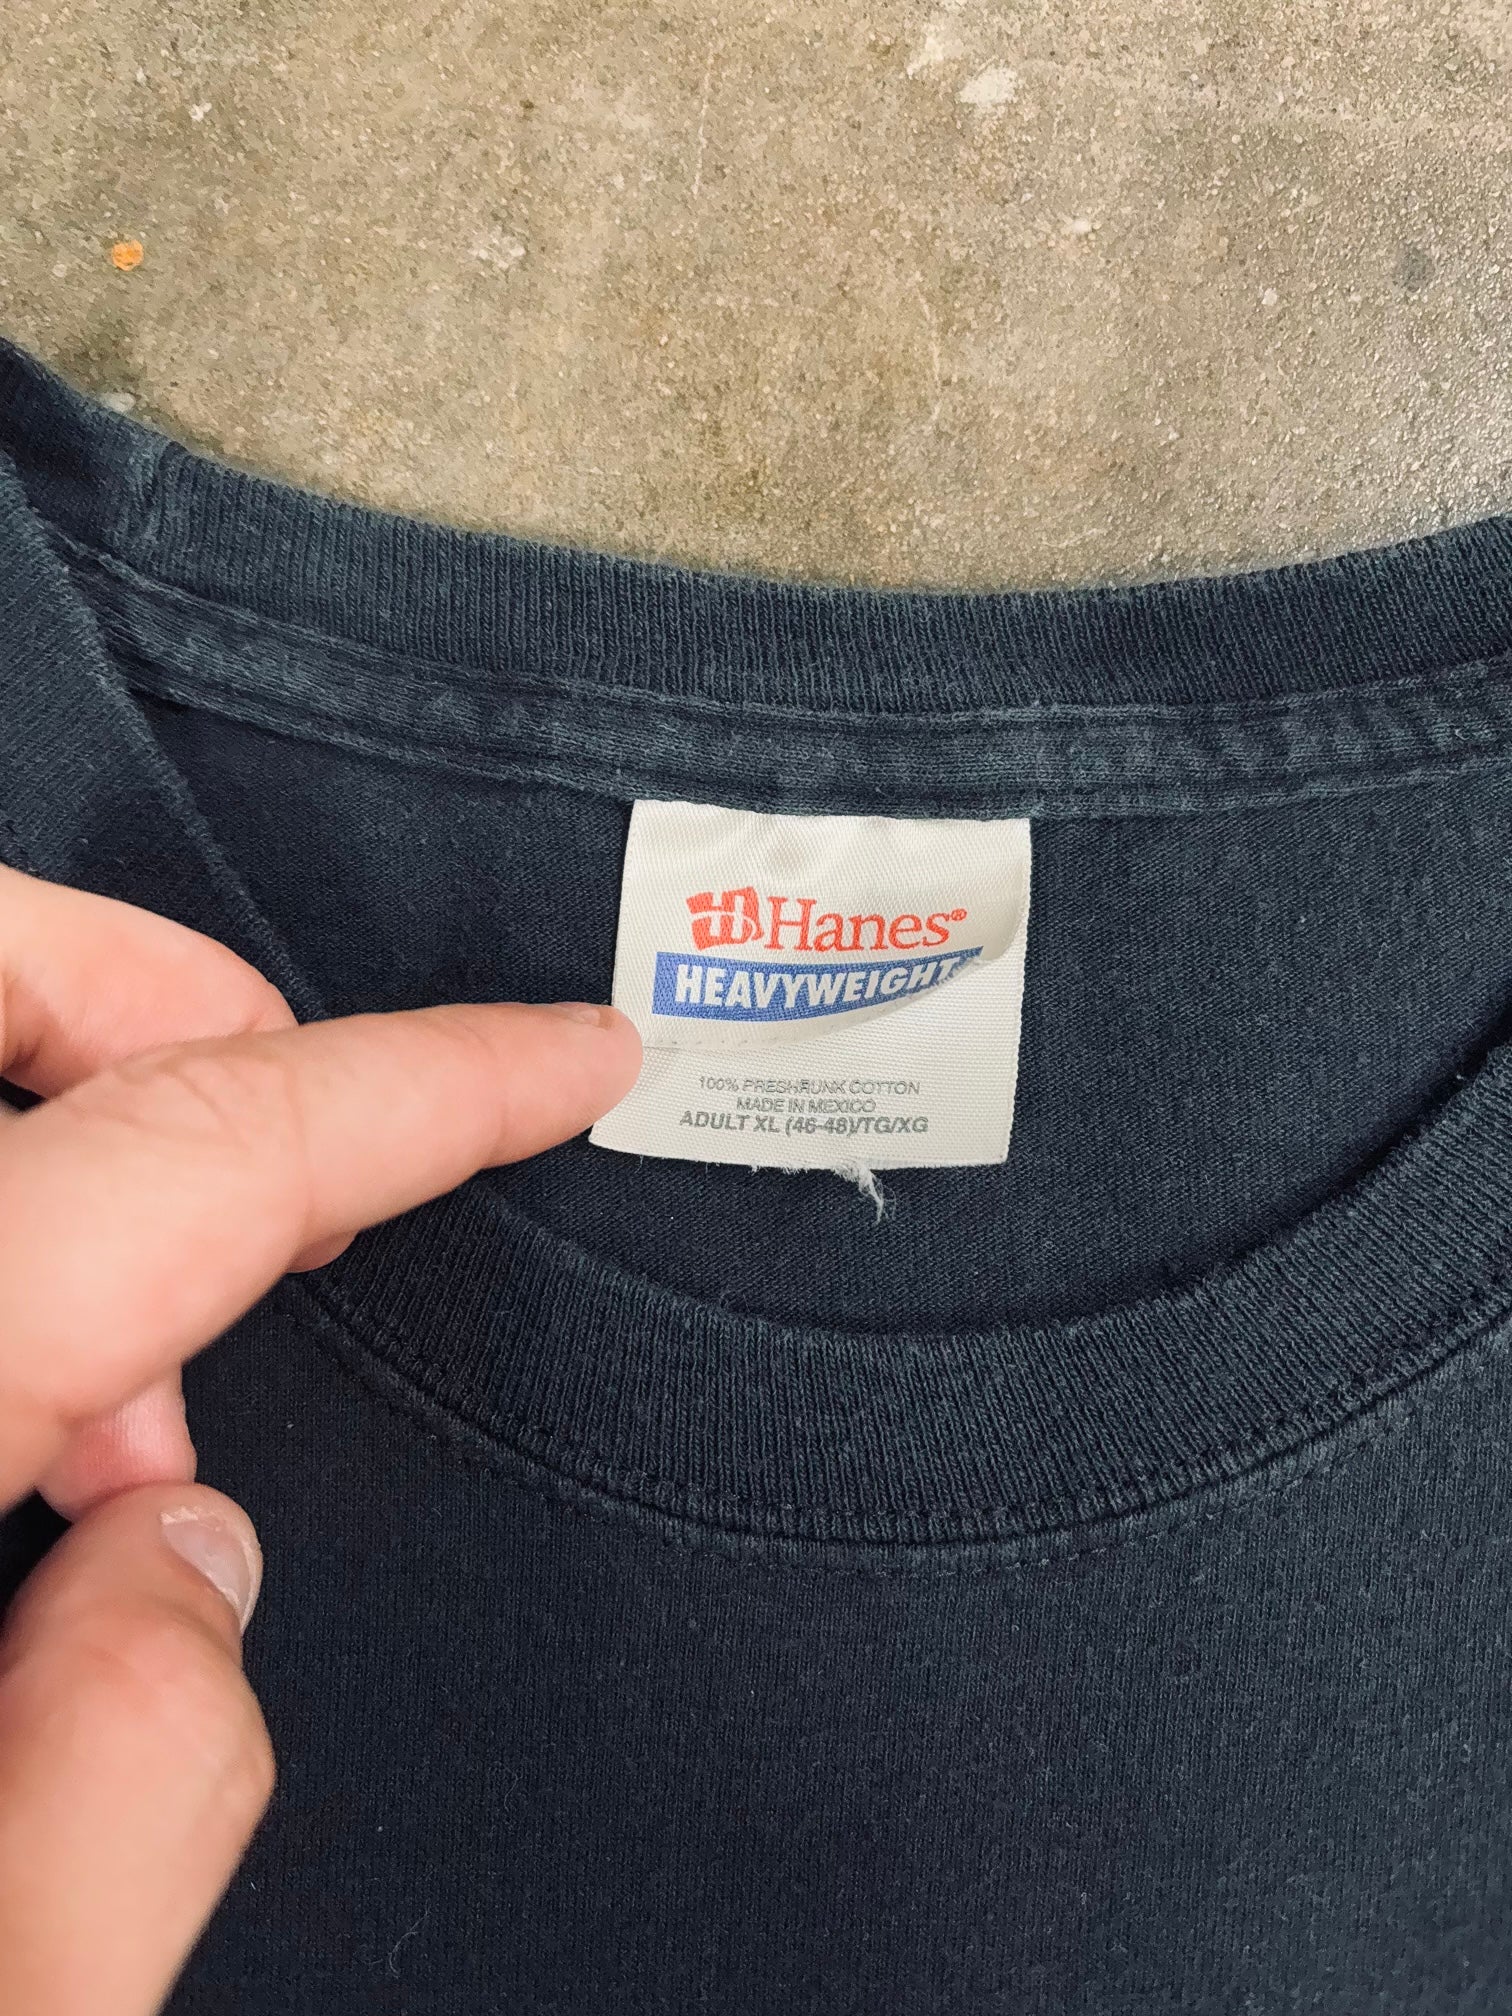 Hanes®
HEAVYWEIGHT
100% PRESHRUNK COTTON
MADE IN MEXICO
ADULT XL (46-48)/TG/XG